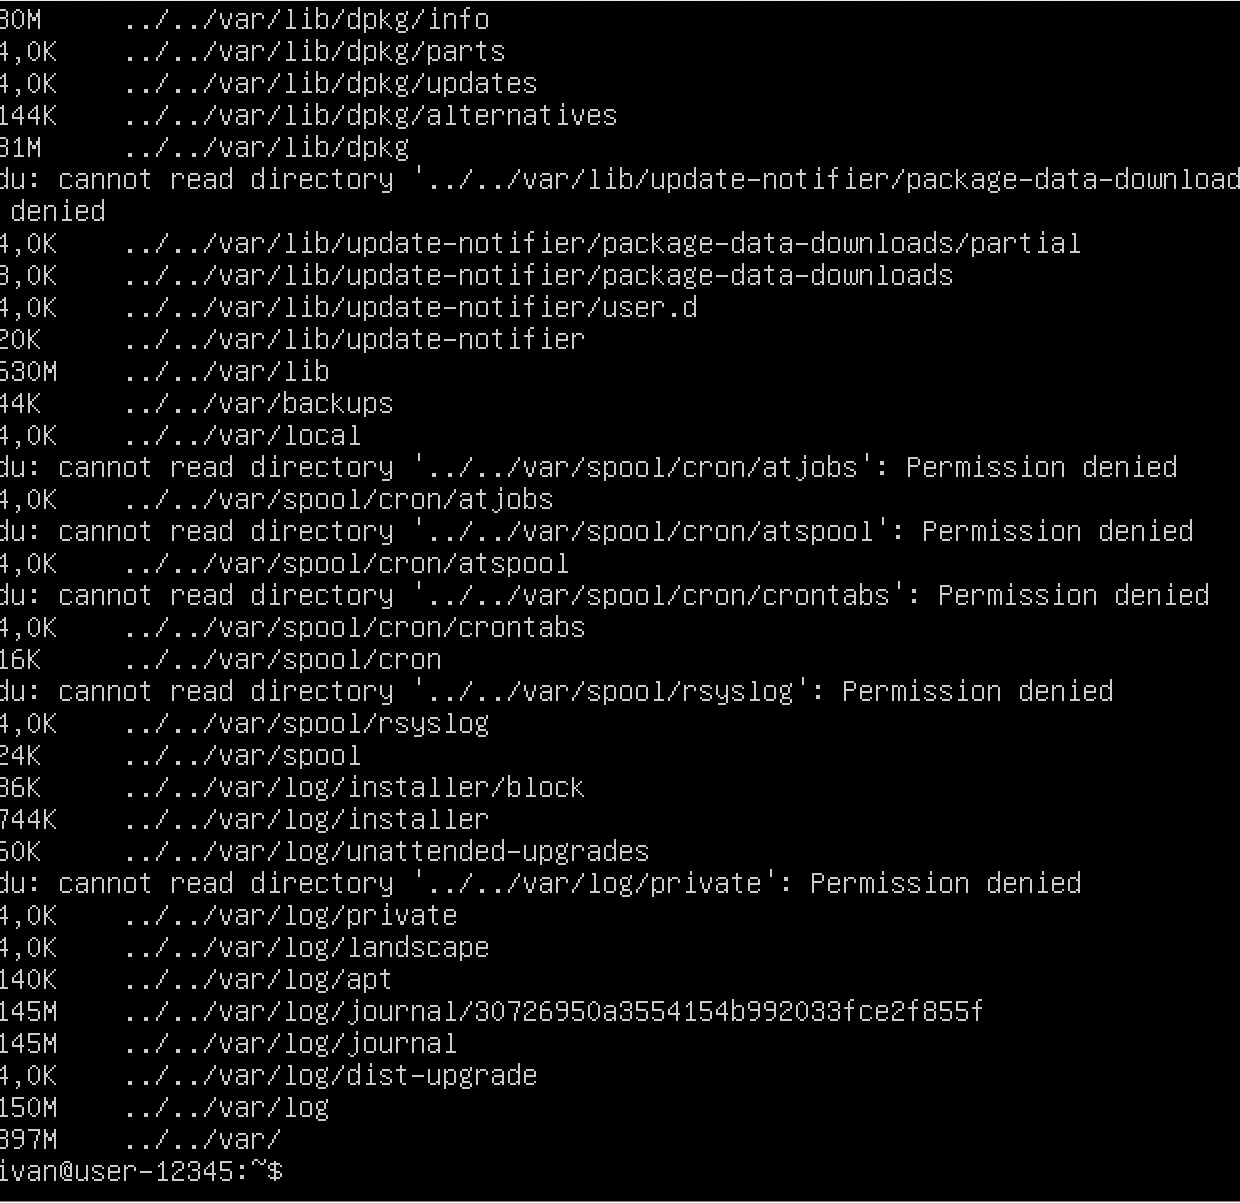 30M     ../../var/lib/dpkg/info
4,0K    ../../var/lib/dpkg/parts
4,0K    ../../var/lib/dpkg/updates
144K    ../../var/lib/dpkg/alternatives
31M     ../../var/lib/dpkg
du: cannot read directory '../../var/lib/update-notifier/package-data-download
 denied
4,0K    ../../var/lib/update-notifier/package-data-downloads/partial
8,0K    ../../var/lib/update-notifier/package-data-downloads
4,0K    ../../var/lib/update-notifier/user.d
20K     ../../var/lib/update-notifier
530M    ../../var/lib
44K     ../../var/backups
4,0K    ../../var/local
du: cannot read directory '../../var/spool/cron/atjobs': Permission denied
4,0K    ../../var/spool/cron/atjobs
du: cannot read directory '../../var/spool/cron/atspool': Permission denied
4,0K    ../../var/spool/cron/atspool
du: cannot read directory '../../var/spool/cron/crontabs': Permission denied
4,0K    ../../var/spool/cron/crontabs
16K     ../../var/spool/cron
du: cannot read directory '../../var/spool/rsyslog': Permission denied
4,0K    ../../var/spool/rsyslog
24K     ../../var/spool
../../var/log/installer/block
744K    ../../var/log/installer
../../var/log/unattended-upgrades
du: cannot read directory '../../var/log/private': Permission denied
4,0K    ../../var/log/private
4,0K    ../../var/log/landscape
140K    ../../var/log/apt
145M    ../../var/log/journal/30726950a3554154b992033fce2f855f
145M    ../../var/log/journal
4,0K    ../../var/log/dist-upgrade
150M    ../../var/log
../../var/
ivan@user-12345:~$